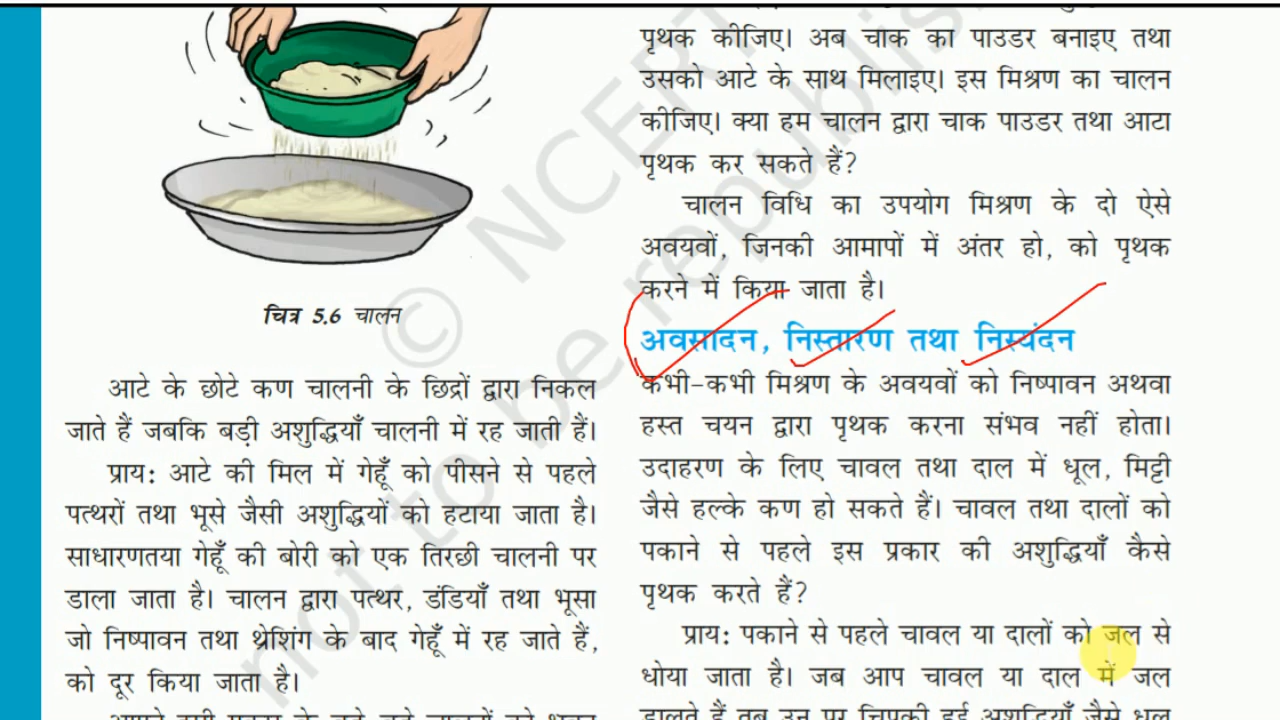 चित्र 5.6 चालन
आटे के छोटे कण चालनी के छिद्रों द्वारा निकल
जाते हैं जबकि बड़ी अशुद्धियाँ चालनी में रह जाती हैं।
प्राय: आटे की मिल में गेहूँ को पीसने से पहले
पत्थरों तथा भूसे जैसी अशुद्धियों को हटाया जाता है।
साधारणतया गेहूँ की बोरी को एक तिरछी चालनी पर
डाला जाता है। चालन द्वारा पत्थर, डंडियाँ तथा भूसा
जो निष्पावन तथा थ्रेशिंग के बाद गेहूँ में रह जाते हैं,
को दूर किया जाता है।
पृथक कीजिए। अब चाक का पाउडर बनाइए तथा
उसको आटे के साथ मिलाइए। इस मिश्रण का चालन
कीजिए। क्या हम चालन द्वारा चाक पाउडर तथा आटा
पृथक कर सकते हैं?
चालन विधि का उपयोग मिश्रण के दो ऐसे
अवयवों, जिनकी आमापों में अंतर हो, को पृथक
करने में किया जाता है।
अवसादन, निस्तारण तथा निस्यंदन
कभी-कभी मिश्रण के अवयवों को निष्पावन अथवा
हस्त चयन द्वारा पृथक करना संभव नहीं होता।
उदाहरण के लिए चावल तथा दाल में धूल, मिट्टी
जैसे हल्के कण हो सकते हैं। चावल तथा दालों को
पकाने से पहले इस प्रकार की अशुद्धियाँ कैसे
पृथक करते हैं?
प्राय: पकाने से पहले चावल या दालों को जल से
धोया जाता है। जब आप चावल या दाल में जल
डालते हैं तब उन पर चिपकी हुई अशुद्धियाँ जैसे धूल
© NCERT
not to be republis